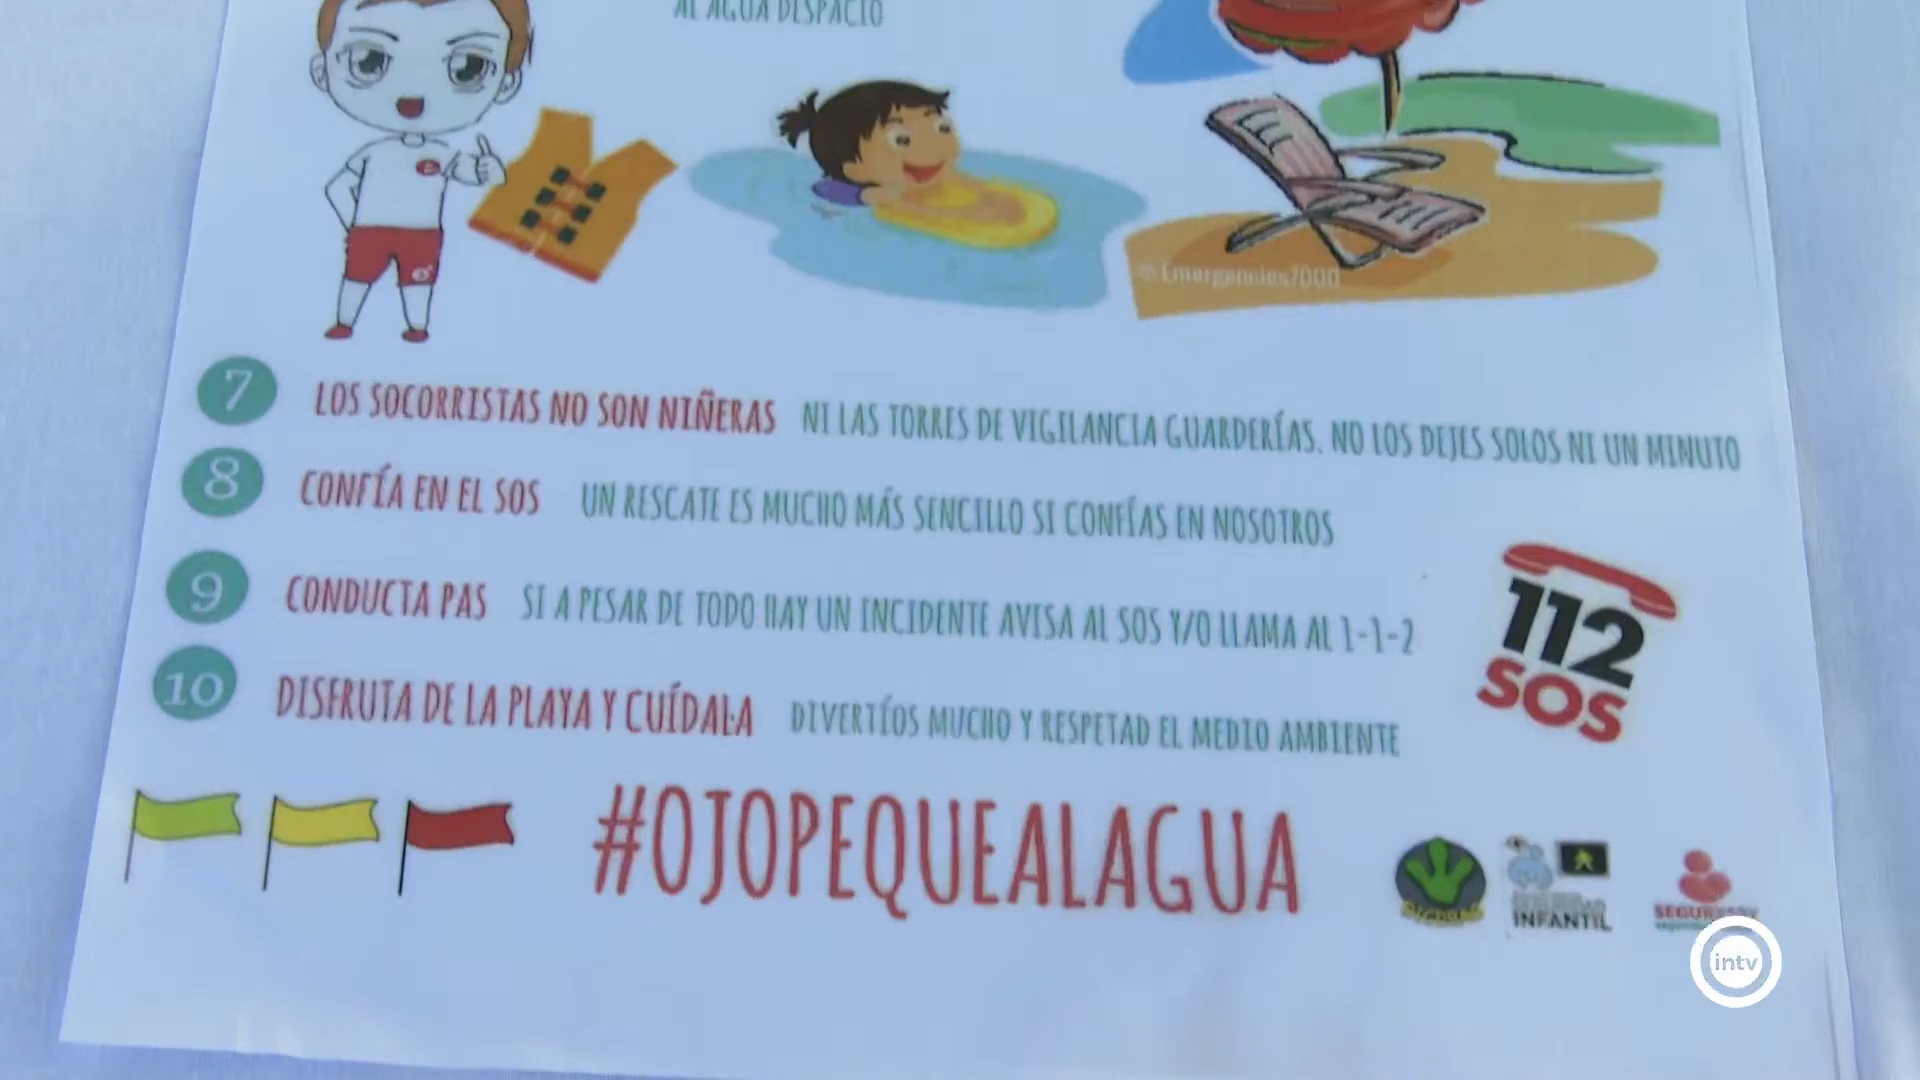 AL AGUA DESPACIO
© Emergencies2000
7 LOS SOCORRISTAS NO SON NIÑERAS NI LAS TORRES DE VIGILANCIA GUARDERÍAS. NO LOS DEJES SOLOS NI UN MINUTO
8 CONFÍA EN EL SOS UN RESCATE ES MUCHO MÁS SENCILLO SI CONFÍAS EN NOSOTROS
9 CONDUCTA PAS SI A PESAR DE TODO HAY UN INCIDENTE AVISA AL SOS Y/O LLAMA AL 1-1-2
10 DISFRUTA DE LA PLAYA Y CUÍDALA DIVERTÍOS MUCHO Y RESPETAD EL MEDIO AMBIENTE
112
SOS
#OJOPEQUEALAGUA
INFANTIL
intv